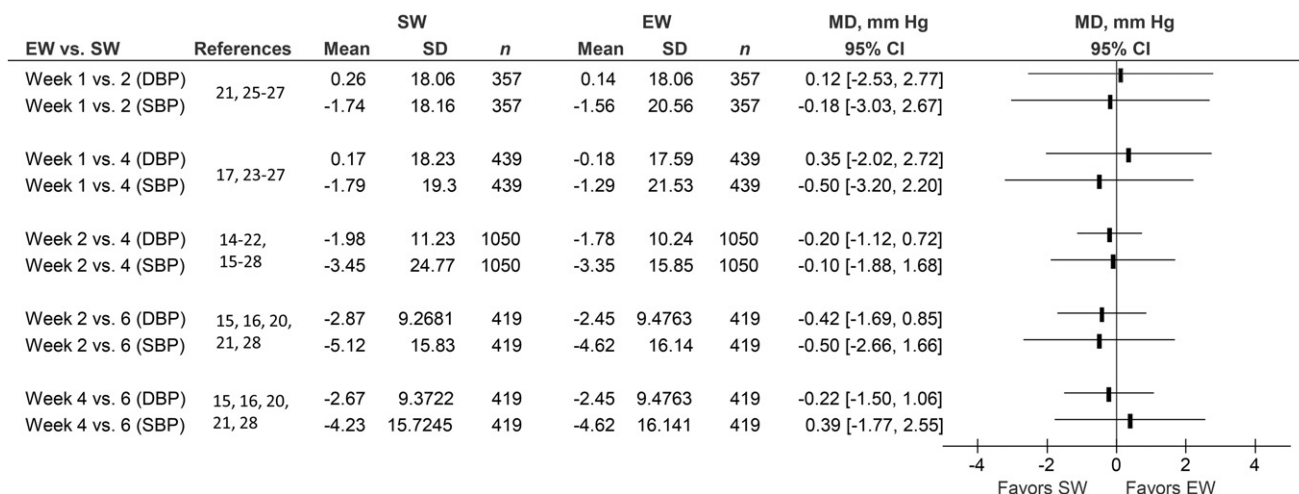 SW EW MD, mm Hg MD, mm Hg
EW vs. SW References Mean SD n Mean SD n 95% CI 95% CI
Week 1 vs. 2 (DBP) 21, 25-27 0.26 18.06 357 0.14 18.06 357 0.12 [-2.53, 2.77]
Week 1 vs. 2 (SBP) -1.74 18.16 357 -1.56 20.56 357 -0.18 [-3.03, 2.67]
Week 1 vs. 4 (DBP) 17, 23-27 0.17 18.23 439 -0.18 17.59 439 0.35 [-2.02, 2.72]
Week 1 vs. 4 (SBP) -1.79 19.3 439 -1.29 21.53 439 -0.50 [-3.20, 2.20]
Week 2 vs. 4 (DBP) 14-22, -1.98 11.23 1050 -1.78 10.24 1050 -0.20 [-1.12, 0.72]
Week 2 vs. 4 (SBP) 15-28 -3.45 24.77 1050 -3.35 15.85 1050 -0.10 [-1.88, 1.68]
Week 2 vs. 6 (DBP) 15, 16, 20, -2.87 9.2681 419 -2.45 9.4763 419 -0.42 [-1.69, 0.85]
Week 2 vs. 6 (SBP) 21, 28 -5.12 15.83 419 -4.62 16.14 419 -0.50 [-2.66, 1.66]
Week 4 vs. 6 (DBP) 15, 16, 20, -2.67 9.3722 419 -2.45 9.4763 419 -0.22 [-1.50, 1.06]
Week 4 vs. 6 (SBP) 21, 28 -4.23 15.7245 419 -4.62 16.141 419 0.39 [-1.77, 2.55]
-4 -2 0 2 4
Favors SW Favors EW